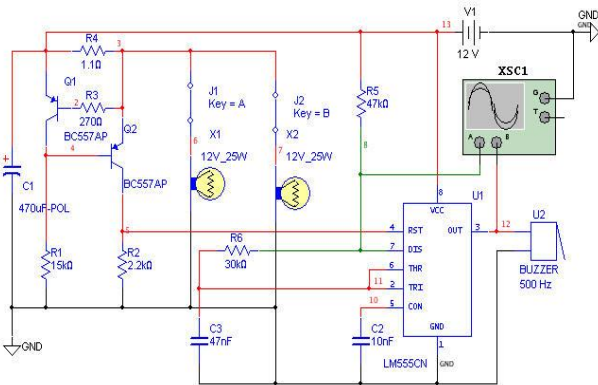 V1
11
12 V
GND
XSC1
G
T
A
B
R4
1.1Ω
3
Q1
2
R3
270Ω
BC557AP
Q2
4
BC557AP
J1
Key = A
6
X1
12V_25W
J2
Key = B
7
X2
12V_25W
R5
47kΩ
8
+
C1
470uF-POL
R1
15kΩ
5
R2
2.2kΩ
R6
30kΩ
8
U1
VCC
4
RST
OUT
3
12
7
DIS
6
THR
11
2
TRI
10
5
CON
GND
1
GND
LM555CN
U2
BUZZER
500 Hz
C3
47nF
C2
10nF
GND